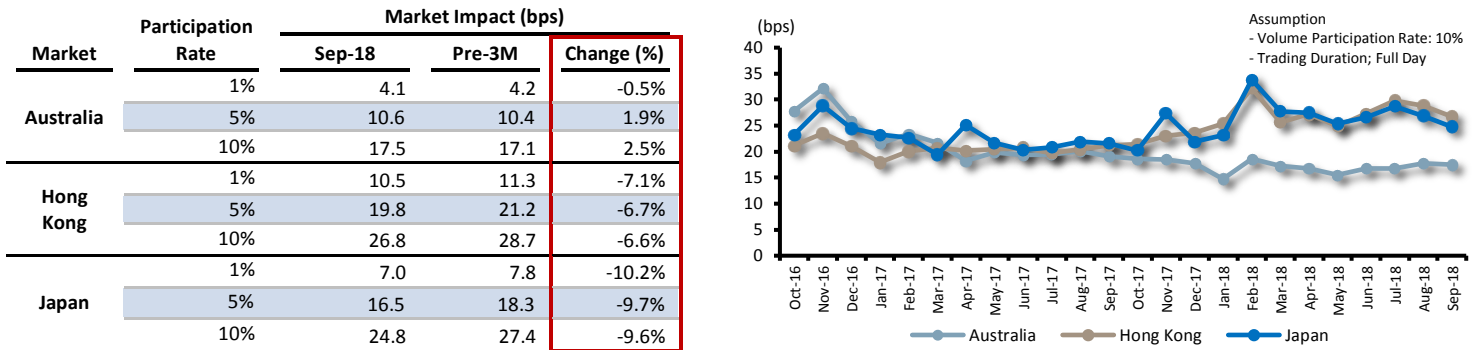 Market Participation Rate Market Impact (bps)
Sep-18 Pre-3M Change (%)
Australia
1% 4.1 4.2 -0.5%
5% 10.6 10.4 1.9%
10% 17.5 17.1 2.5%
Hong Kong
1% 10.5 11.3 -7.1%
5% 19.8 21.2 -6.7%
10% 26.8 28.7 -6.6%
Japan
1% 7.0 7.8 -10.2%
5% 16.5 18.3 -9.7%
10% 24.8 27.4 -9.6%
(bps)
Assumption
- Volume Participation Rate: 10%
- Trading Duration; Full Day
40
35
30
25
20
15
10
5
0
Oct-16 Nov-16 Dec-16 Jan-17 Feb-17 Mar-17 Apr-17 May-17 Jun-17 Jul-17 Aug-17 Sep-17 Oct-17 Nov-17 Dec-17 Jan-18 Feb-18 Mar-18 Apr-18 May-18 Jun-18 Jul-18 Aug-18 Sep-18
Australia Hong Kong Japan